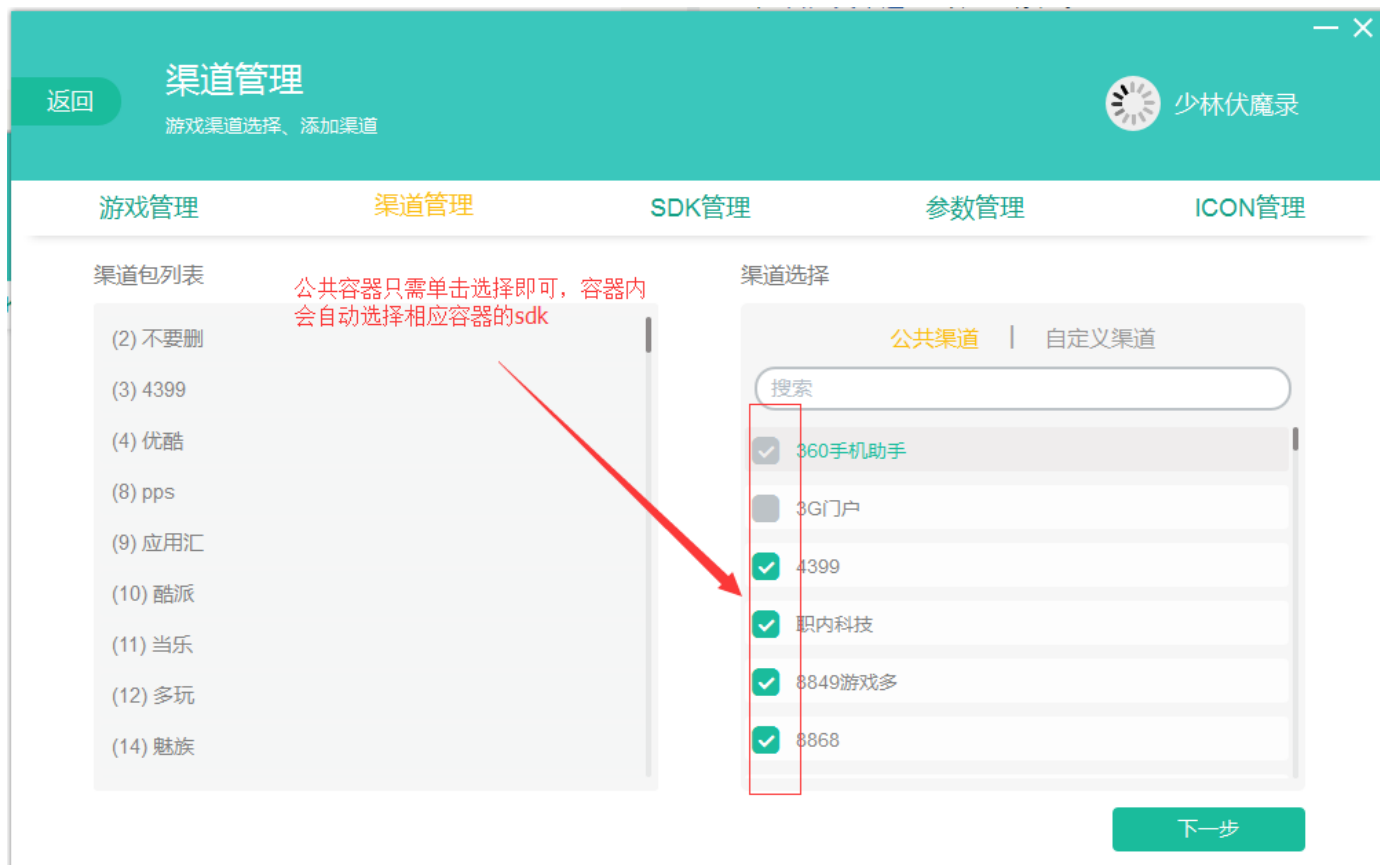 渠道管理
返回
游戏渠道选择、添加渠道
少林伏魔录
游戏管理
渠道管理
SDK管理
参数管理
ICON管理
渠道包列表
公共容器只需单击选择即可，容器内
会自动选择相应容器的sdk
(2) 不要删
(3) 4399
(4) 优酷
(8) pps
(9) 应用汇
(10) 酷派
(11) 当乐
(12) 多玩
(14) 魅族
渠道选择
公共渠道 | 自定义渠道
搜索
360手机助手
3G门户
4399
职内科技
8849游戏多
8868
下一步